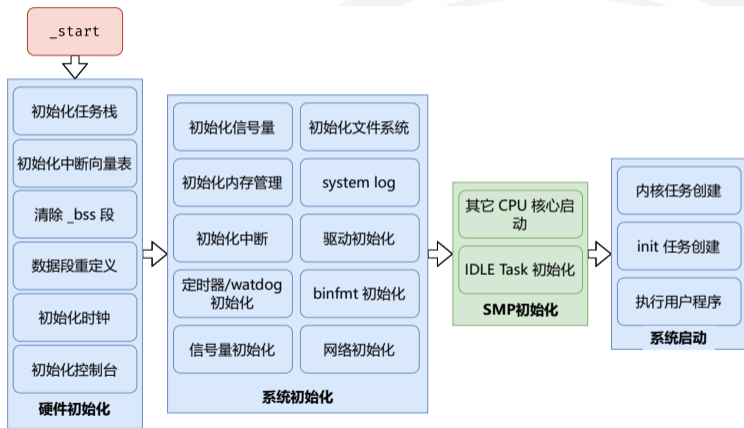 _start
初始化任务栈
初始化中断向量表
清除 _bss 段
数据段重定义
初始化时钟
初始化控制台
硬件初始化
初始化信号量
初始化文件系统
初始化内存管理
system log
初始化中断
驱动初始化
定时器/watdog
初始化
binfmt 初始化
信号量初始化
网络初始化
系统初始化
其它 CPU 核心启
动
IDLE Task 初始化
SMP初始化
内核任务创建
init 任务创建
执行用户程序
系统启动